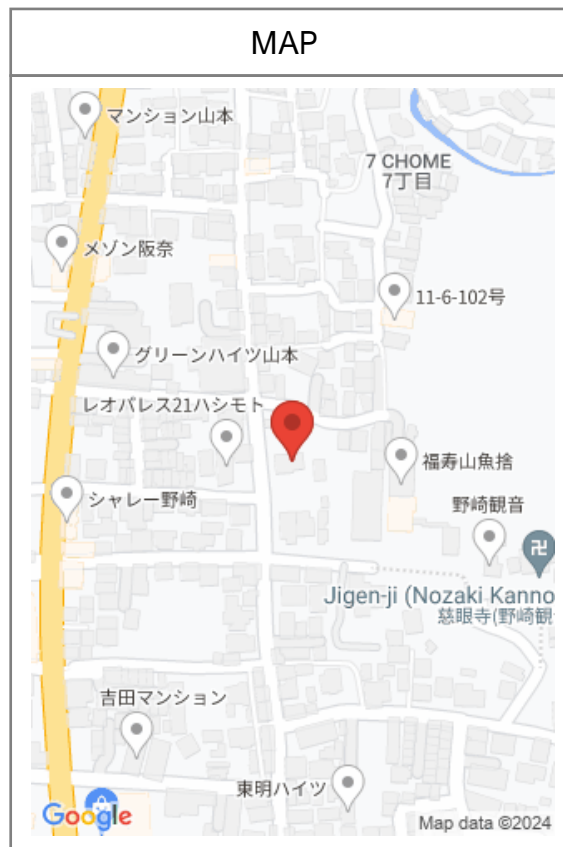 MAP
マンション山本
7 CHOME
7丁目
メゾン阪奈
11-6-102号
グリーンハイツ山本
レオパレス21ハシモト
福寿山魚捨
シャレー野崎
野崎観音
卍
Jigen-ji (Nozaki Kanno
慈眼寺(野崎観
吉田マンション
東明ハイツ
Google
Map data ©2024